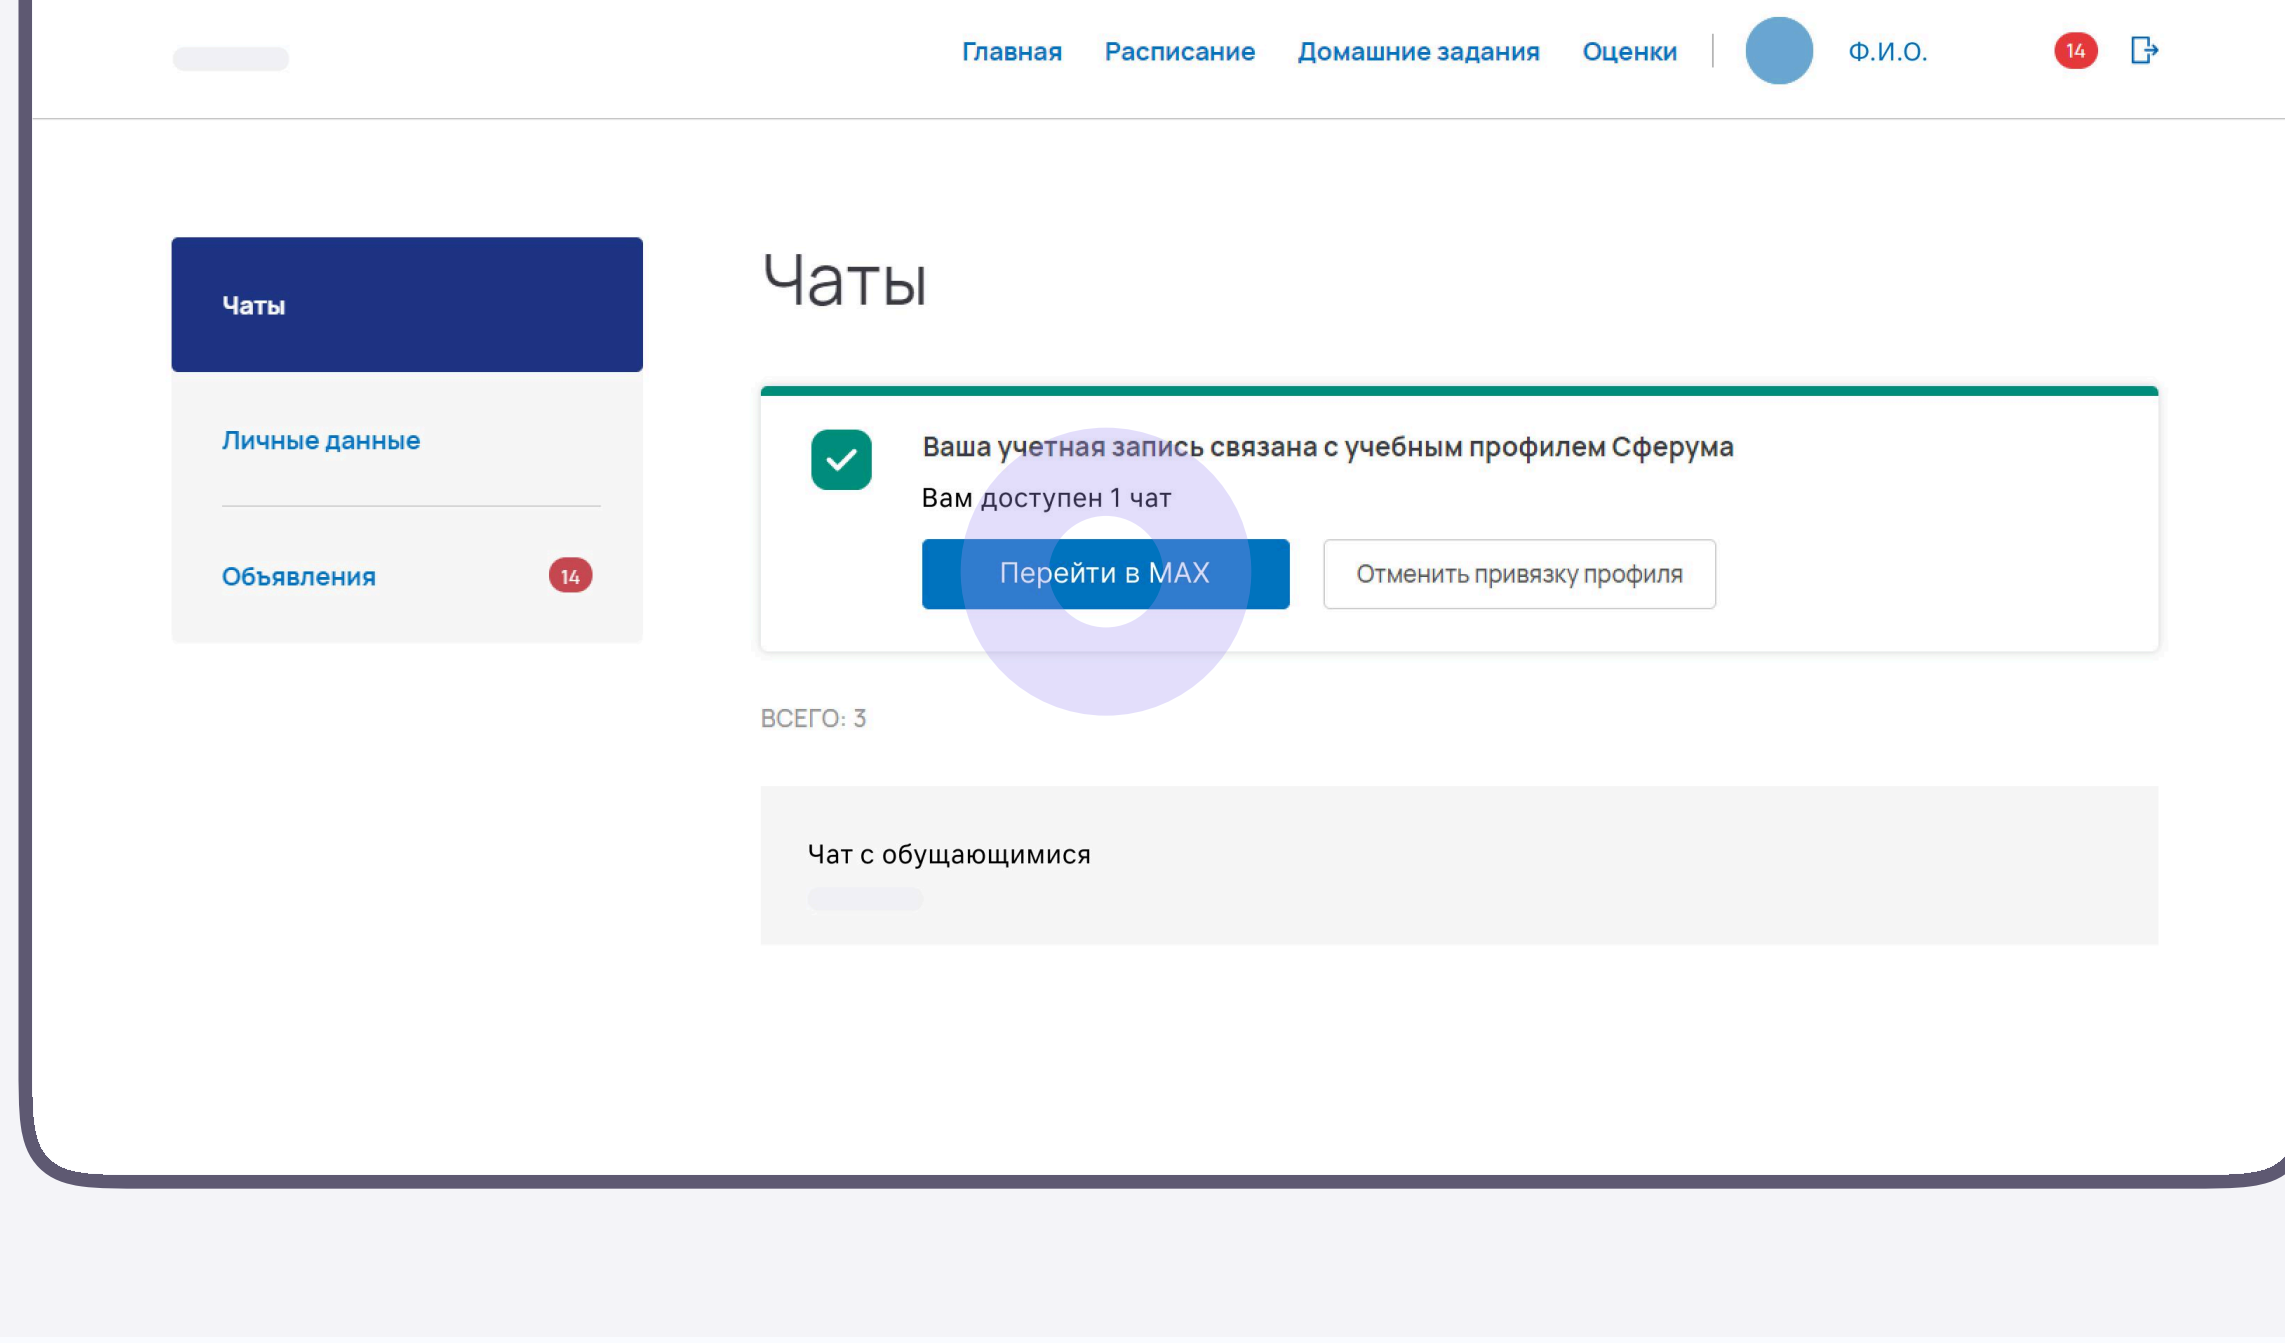 Главная Расписание Домашние задания Оценки Ф.И.О. 14
Чаты
Личные данные
Объявления 14
Чаты
Ваша учетная запись связана с учебным профилем Сферума
Вам доступен 1 чат
Перейти в MAX Отменить привязку профиля
ВСЕГО: 3
Чат с обущающимися